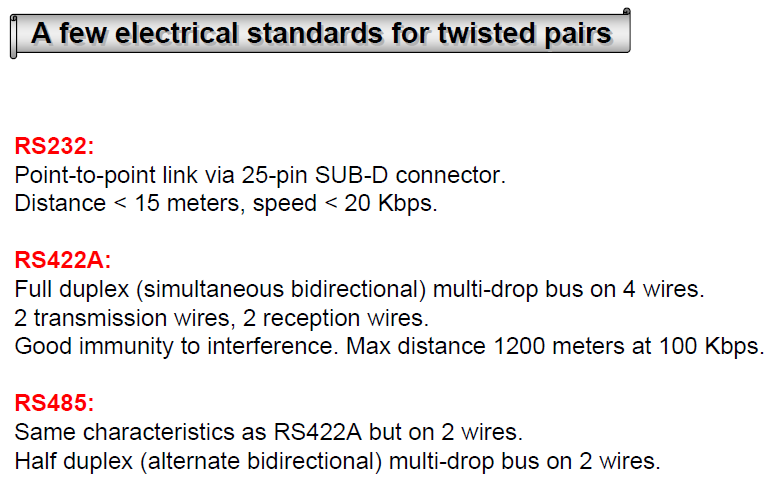 A few electrical standards for twisted pairs
RS232:
Point-to-point link via 25-pin SUB-D connector.
Distance < 15 meters, speed < 20 Kbps.
RS422A:
Full duplex (simultaneous bidirectional) multi-drop bus on 4 wires.
2 transmission wires, 2 reception wires.
Good immunity to interference. Max distance 1200 meters at 100 Kbps.
RS485:
Same characteristics as RS422A but on 2 wires.
Half duplex (alternate bidirectional) multi-drop bus on 2 wires.